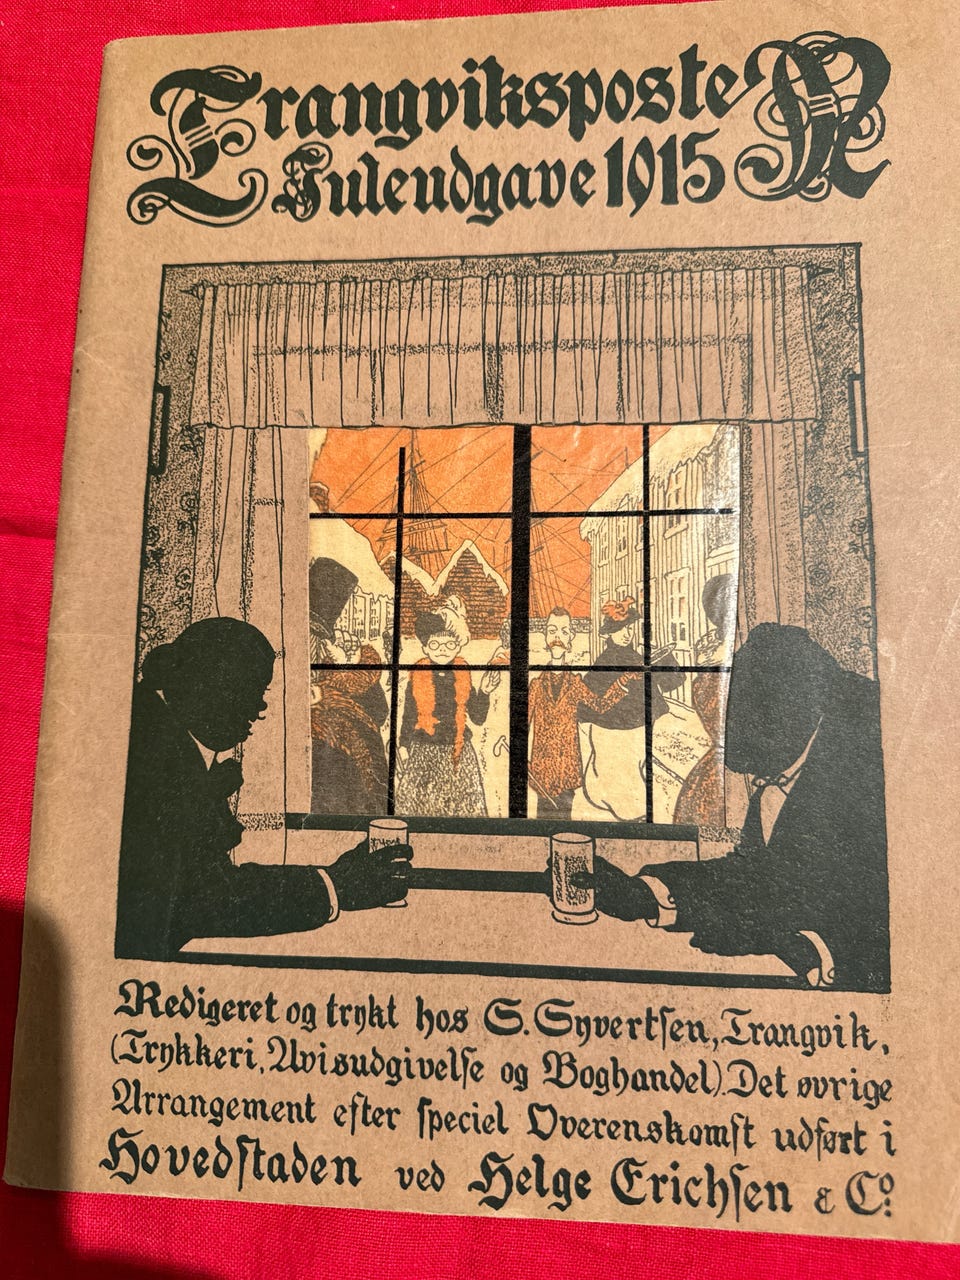 TrangviksposteN
Juleudgave 1915
Redigeret og trykt hos S. Syvertsen, Trangvik,
(Trykkeri, Avisudgivelse og Boghandel). Det øvrige
Arrangement efter speciel Overenskomst udført i
Hovedstaden ved Helge Erichsen & Co: